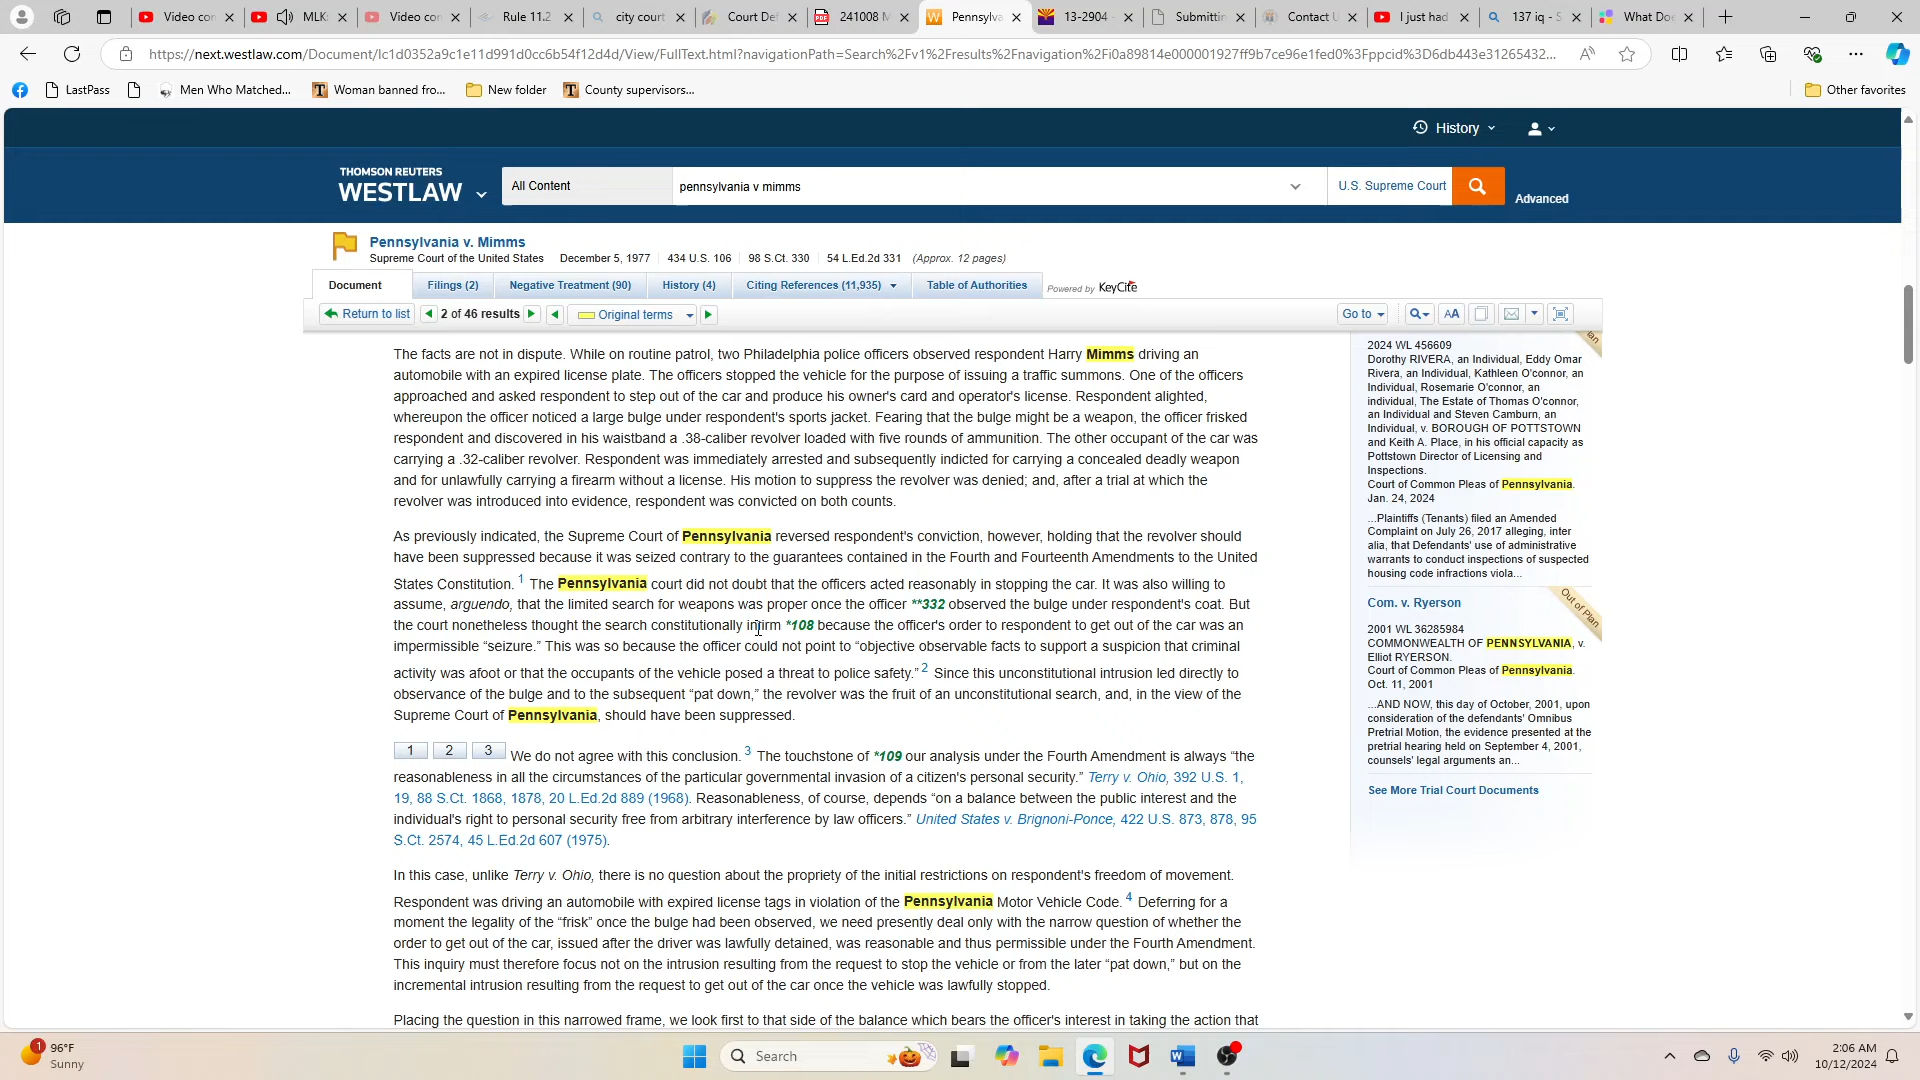 Video con
MLK:
Video con
Rule 11.2
city court
Court Def
241008 M
Pennsylva
13-2904 -
Submittin
Contact U
I just had
137 iq - S
What Doe
https://next.westlaw.com/Document/Ic1d0352a9c1e11d991d0cc6b54f12d4d/View/FullText.html?navigationPath=Search%2Fv1%2Fresults%2Fnavigation%2Fi0a89814e000001927ff9b7ce96e1fed0%3Fppcid%3D6db443e31265432...
LastPass
Men Who Matched...
Woman banned fro...
New folder
County supervisors...
Other favorites
History
THOMSON REUTERS
WESTLAW
All Content
pennsylvania v mimms
U.S. Supreme Court
Advanced
Pennsylvania v. Mimms
Supreme Court of the United States December 5, 1977 434 U.S. 106 98 S.Ct. 330 54 L.Ed.2d 331 (Approx. 12 pages)
Document Filings (2) Negative Treatment (90) History (4) Citing References (11,935) Table of Authorities Powered by KeyCite
Return to list 2 of 46 results Original terms Go to AA
The facts are not in dispute. While on routine patrol, two Philadelphia police officers observed respondent Harry Mimms driving an
automobile with an expired license plate. The officers stopped the vehicle for the purpose of issuing a traffic summons. One of the officers
approached and asked respondent to step out of the car and produce his owner's card and operator's license. Respondent alighted,
whereupon the officer noticed a large bulge under respondent's sports jacket. Fearing that the bulge might be a weapon, the officer frisked
respondent and discovered in his waistband a .38-caliber revolver loaded with five rounds of ammunition. The other occupant of the car was
carrying a .32-caliber revolver. Respondent was immediately arrested and subsequently indicted for carrying a concealed deadly weapon
and for unlawfully carrying a firearm without a license. His motion to suppress the revolver was denied; and, after a trial at which the
revolver was introduced into evidence, respondent was convicted on both counts.
As previously indicated, the Supreme Court of Pennsylvania reversed respondent's conviction, however, holding that the revolver should
have been suppressed because it was seized contrary to the guarantees contained in the Fourth and Fourteenth Amendments to the United
States Constitution. 1 The Pennsylvania court did not doubt that the officers acted reasonably in stopping the car. It was also willing to
assume, arguendo, that the limited search for weapons was proper once the officer **332 observed the bulge under respondent's coat. But
the court nonetheless thought the search constitutionally infirm *108 because the officer's order to respondent to get out of the car was an
impermissible “seizure.” This was so because the officer could not point to “objective observable facts to support a suspicion that criminal
activity was afoot or that the occupants of the vehicle posed a threat to police safety.” 2 Since this unconstitutional intrusion led directly to
observance of the bulge and to the subsequent “pat down,” the revolver was the fruit of an unconstitutional search, and, in the view of the
Supreme Court of Pennsylvania, should have been suppressed.
1 2 3 We do not agree with this conclusion. 3 The touchstone of *109 our analysis under the Fourth Amendment is always “the
reasonableness in all the circumstances of the particular governmental invasion of a citizen's personal security.” Terry v. Ohio, 392 U.S. 1,
19, 88 S.Ct. 1868, 1878, 20 L.Ed.2d 889 (1968). Reasonableness, of course, depends “on a balance between the public interest and the
individual's right to personal security free from arbitrary interference by law officers.” United States v. Brignoni-Ponce, 422 U.S. 873, 878, 95
S.Ct. 2574, 45 L.Ed.2d 607 (1975).
In this case, unlike Terry v. Ohio, there is no question about the propriety of the initial restrictions on respondent's freedom of movement.
Respondent was driving an automobile with expired license tags in violation of the Pennsylvania Motor Vehicle Code. 4 Deferring for a
moment the legality of the “frisk” once the bulge had been observed, we need presently deal only with the narrow question of whether the
order to get out of the car, issued after the driver was lawfully detained, was reasonable and thus permissible under the Fourth Amendment.
This inquiry must therefore focus not on the intrusion resulting from the request to stop the vehicle or from the later “pat down,” but on the
incremental intrusion resulting from the request to get out of the car once the vehicle was lawfully stopped.
Placing the question in this narrowed frame, we look first to that side of the balance which bears the officer's interest in taking the action that
2024 WL 456609
Dorothy RIVERA, an Individual, Eddy Omar
Rivera, an Individual, Kathleen O'connor, an
Individual, Rosemarie O'connor, an
individual, The Estate of Thomas O'connor,
an Individual and Steven Camburn, an
Individual, v. BOROUGH OF POTTSTOWN
and Keith A. Place, in his official capacity as
Pottstown Director of Licensing and
Inspections.
Court of Common Pleas of Pennsylvania.
Jan. 24, 2024
...Plaintiffs (Tenants) filed an Amended
Complaint on July 26, 2017 alleging, inter
alia, that Defendants' use of administrative
warrants to conduct inspections of suspected
housing code infractions viola...
Com. v. Ryerson
Out of Plan
2001 WL 36285984
COMMONWEALTH OF PENNSYLVANIA, v.
Elliot RYERSON.
Court of Common Pleas of Pennsylvania.
Oct. 11, 2001
...AND NOW, this day of October, 2001, upon
consideration of the defendants' Omnibus
Pretrial Motion, the evidence presented at the
pretrial hearing held on September 4, 2001,
counsels' legal arguments an...
See More Trial Court Documents
1
96°F
Sunny
Search
2:06 AM
10/12/2024